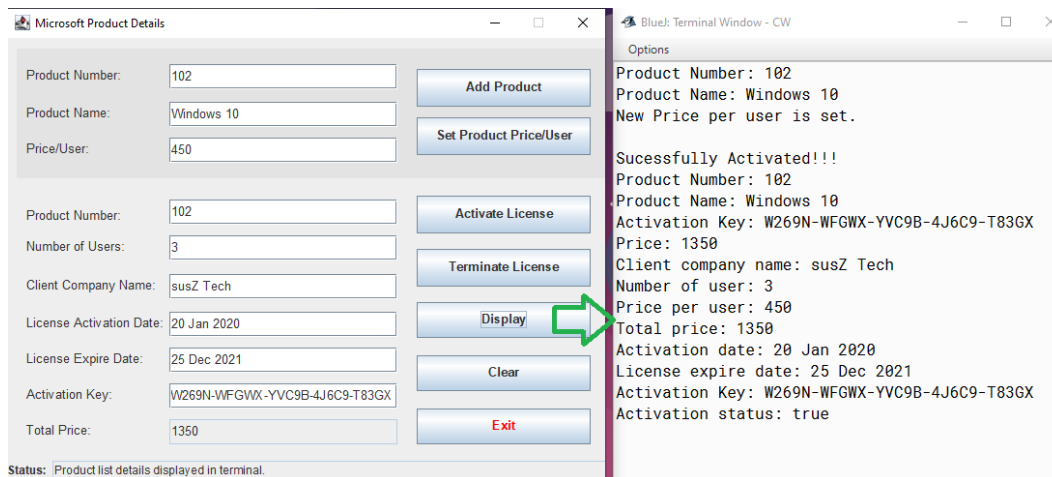 Microsoft Product Details
Product Number: 102
Add Product
Product Name: Windows 10
Set Product Price/User
Price/User: 450
Product Number: 102
Activate License
Number of Users: 3
Terminate License
Client Company Name: susZ Tech
Display
License Activation Date: 20 Jan 2020
License Expire Date: 25 Dec 2021
Clear
Activation Key: W269N-WFGWX-YVC9B-4J6C9-T83GX
Total Price: 1350
Exit
Status: Product list details displayed in terminal.
BlueJ: Terminal Window - CW
Options
Product Number: 102
Product Name: Windows 10
New Price per user is set.
Sucessfully Activated!!!
Product Number: 102
Product Name: Windows 10
Activation Key: W269N-WFGWX-YVC9B-4J6C9-T83GX
Price: 1350
Client company name: susZ Tech
Number of user: 3
Price per user: 450
Total price: 1350
Activation date: 20 Jan 2020
License expire date: 25 Dec 2021
Activation Key: W269N-WFGWX-YVC9B-4J6C9-T83GX
Activation status: true